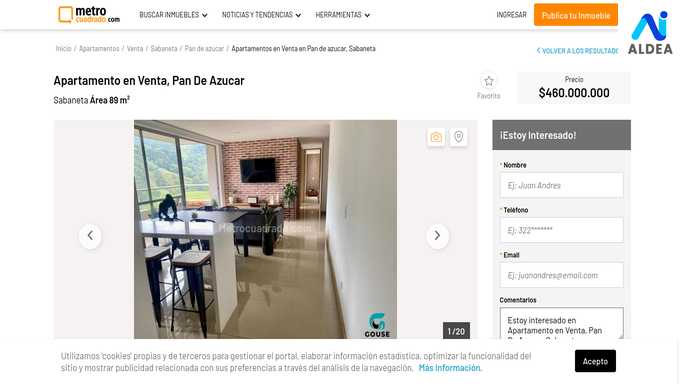 metro
cuadrado.com
BUSCAR INMUEBLES
NOTICIAS Y TENDENCIAS
HERRAMIENTAS
INGRESAR
Publica tu Inmueble
ALDEA
Inicio / Apartamentos / Venta / Sabaneta / Pan de azucar / Apartamentos en Venta en Pan de azucar, Sabaneta
VOLVER A LOS RESULTAD
Apartamento en Venta, Pan De Azucar
Sabaneta Área 89 m²
Favorito
Precio
$460.000.000
Metrocuadrado.com
GOUSE
1 / 20
¡Estoy Interesado!
* Nombre
Ej: Juan Andres
* Teléfono
Ej: 322*******
* Email
Ej: juanandres@email.com
Comentarios
Estoy interesado en
Apartamento en Venta, Pan
Utilizamos 'cookies' propias y de terceros para gestionar el portal, elaborar información estadística, optimizar la funcionalidad del
sitio y mostrar publicidad relacionada con sus preferencias a través del análisis de la navegación. Más Información.
Acepto